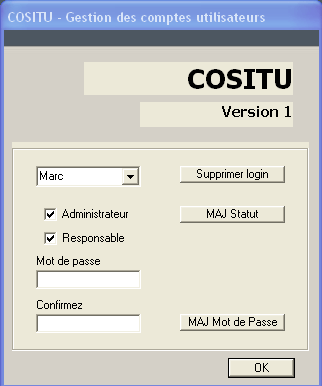 COSITU - Gestion des comptes utilisateurs
COSITU
Version 1
Marc
Supprimer login
Administrateur
MAJ Statut
Responsable
Mot de passe
Confirmez
MAJ Mot de Passe
OK